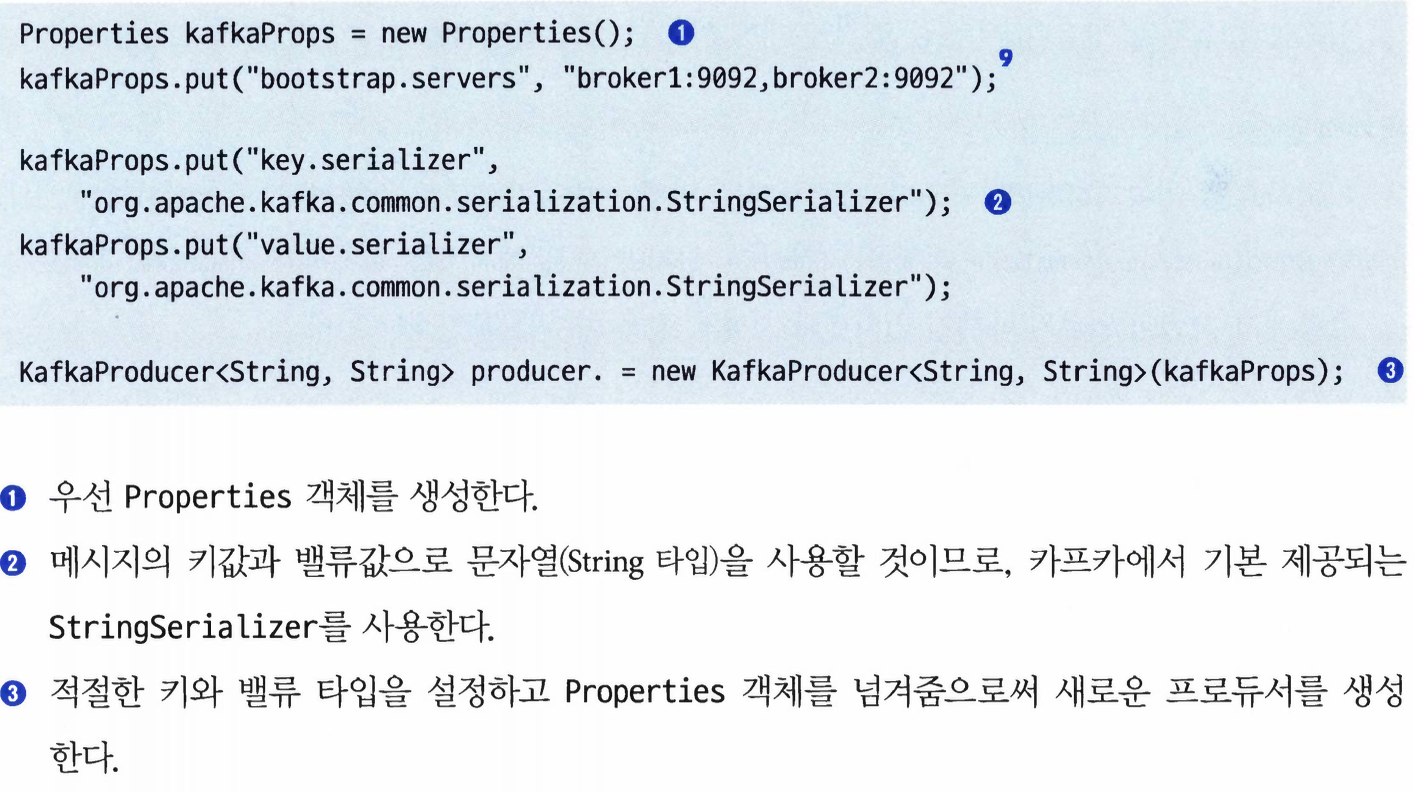 Properties kafkaProps = new Properties(); ❶
kafkaProps.put("bootstrap.servers", "broker1:9092,broker2:9092");⁹
kafkaProps.put("key.serializer",
    "org.apache.kafka.common.serialization.StringSerializer"); ❷
kafkaProps.put("value.serializer",
    "org.apache.kafka.common.serialization.StringSerializer");
KafkaProducer<String, String> producer. = new KafkaProducer<String, String>(kafkaProps); ❸
❶ 우선 Properties 객체를 생성한다.
❷ 메시지의 키값과 밸류값으로 문자열(String 타입)을 사용할 것이므로, 카프카에서 기본 제공되는
StringSerializer를 사용한다.
❸ 적절한 키와 밸류 타입을 설정하고 Properties 객체를 넘겨줌으로써 새로운 프로듀서를 생성
한다.